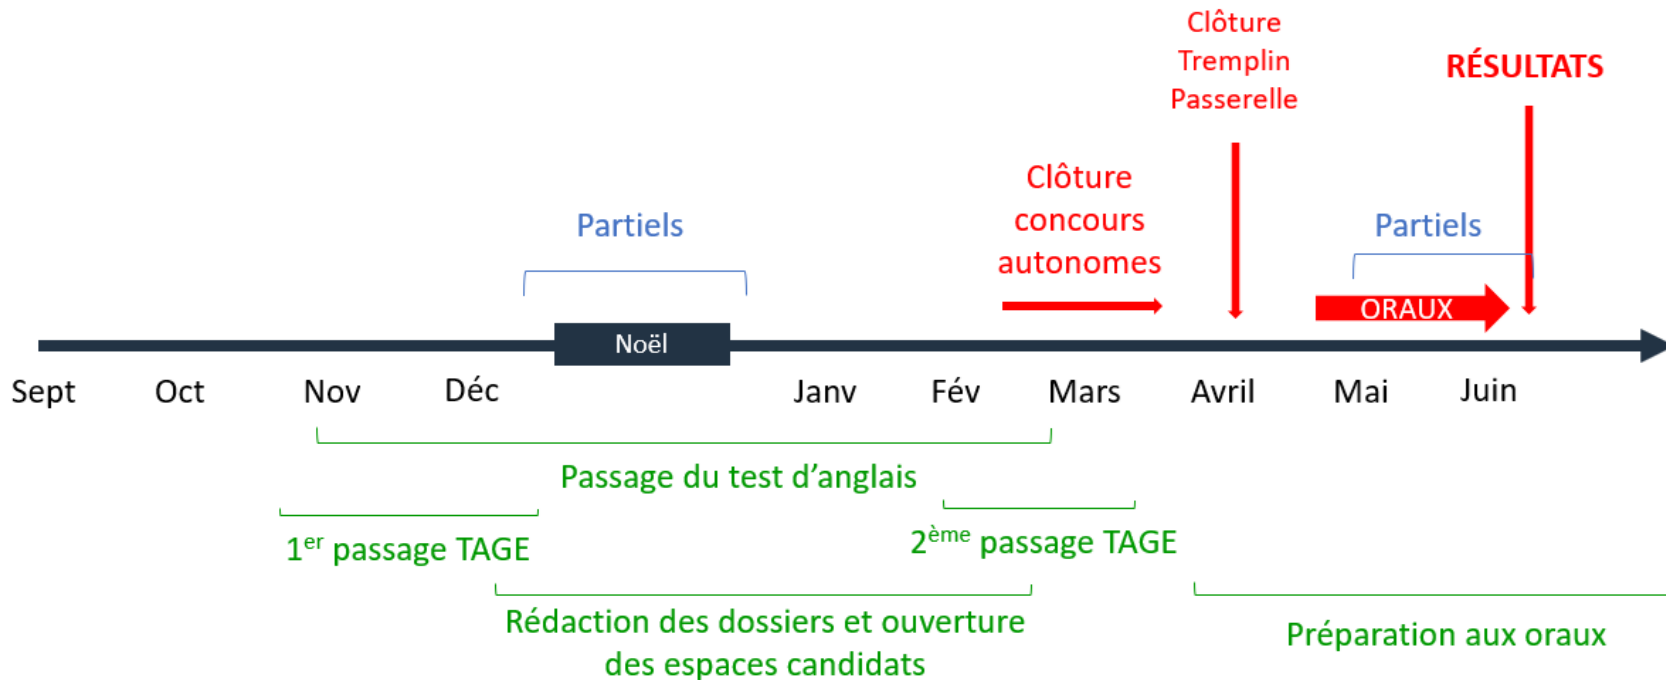 Clôture
Tremplin
Passerelle
RÉSULTATS
Clôture
concours
autonomes
Partiels
Partiels
ORAUX
Noël
Sept
Oct
Nov
Déc
Janv
Fév
Mars
Avril
Mai
Juin
Passage du test d’anglais
1er passage TAGE
2ème passage TAGE
Rédaction des dossiers et ouverture
des espaces candidats
Préparation aux oraux